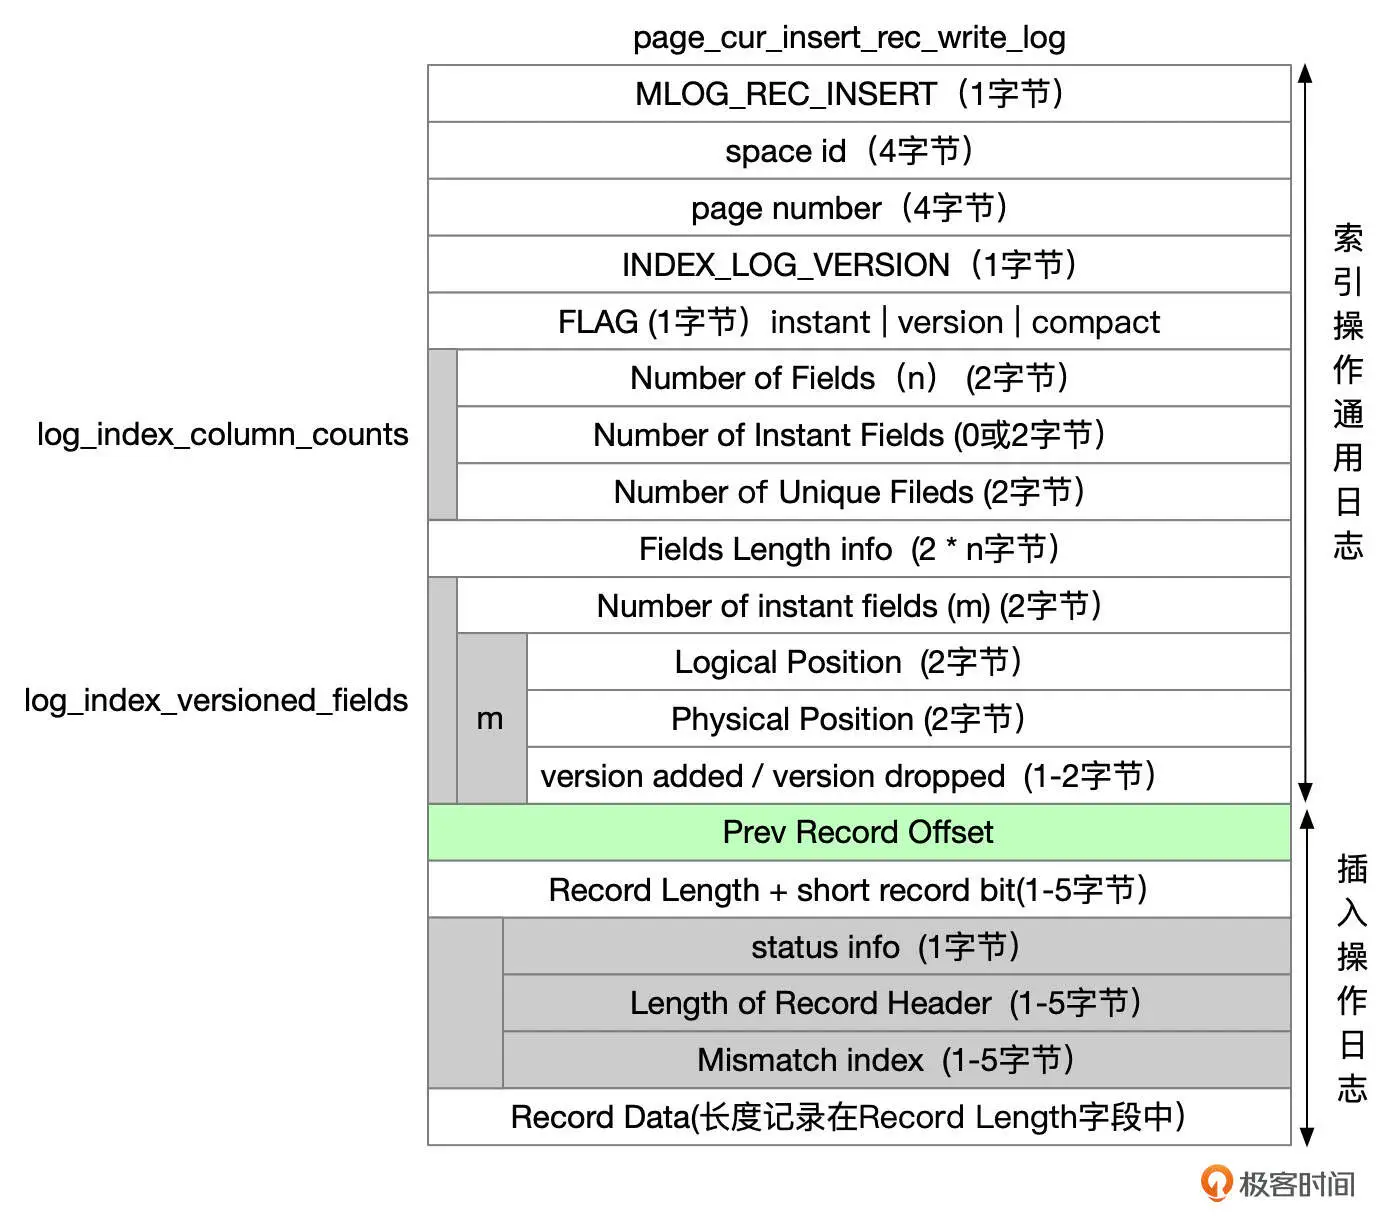 page_cur_insert_rec_write_log
MLOG_REC_INSERT（1字节）
space id（4字节）
page number（4字节）
INDEX_LOG_VERSION（1字节）
FLAG (1字节）instant | version | compact
log_index_column_counts
Number of Fields（n） (2字节）
Number of Instant Fields (0或2字节）
Number of Unique Fileds (2字节）
Fields Length info（2 * n字节）
log_index_versioned_fields
Number of instant fields (m) (2字节）
m
Logical Position（2字节）
Physical Position (2字节）
version added / version dropped（1-2字节）
索引操作通用日志
Prev Record Offset
Record Length + short record bit(1-5字节）
status info（1字节）
Length of Record Header（1-5字节）
Mismatch index（1-5字节）
Record Data(长度记录在Record Length字段中）
插入操作日志
极客时间